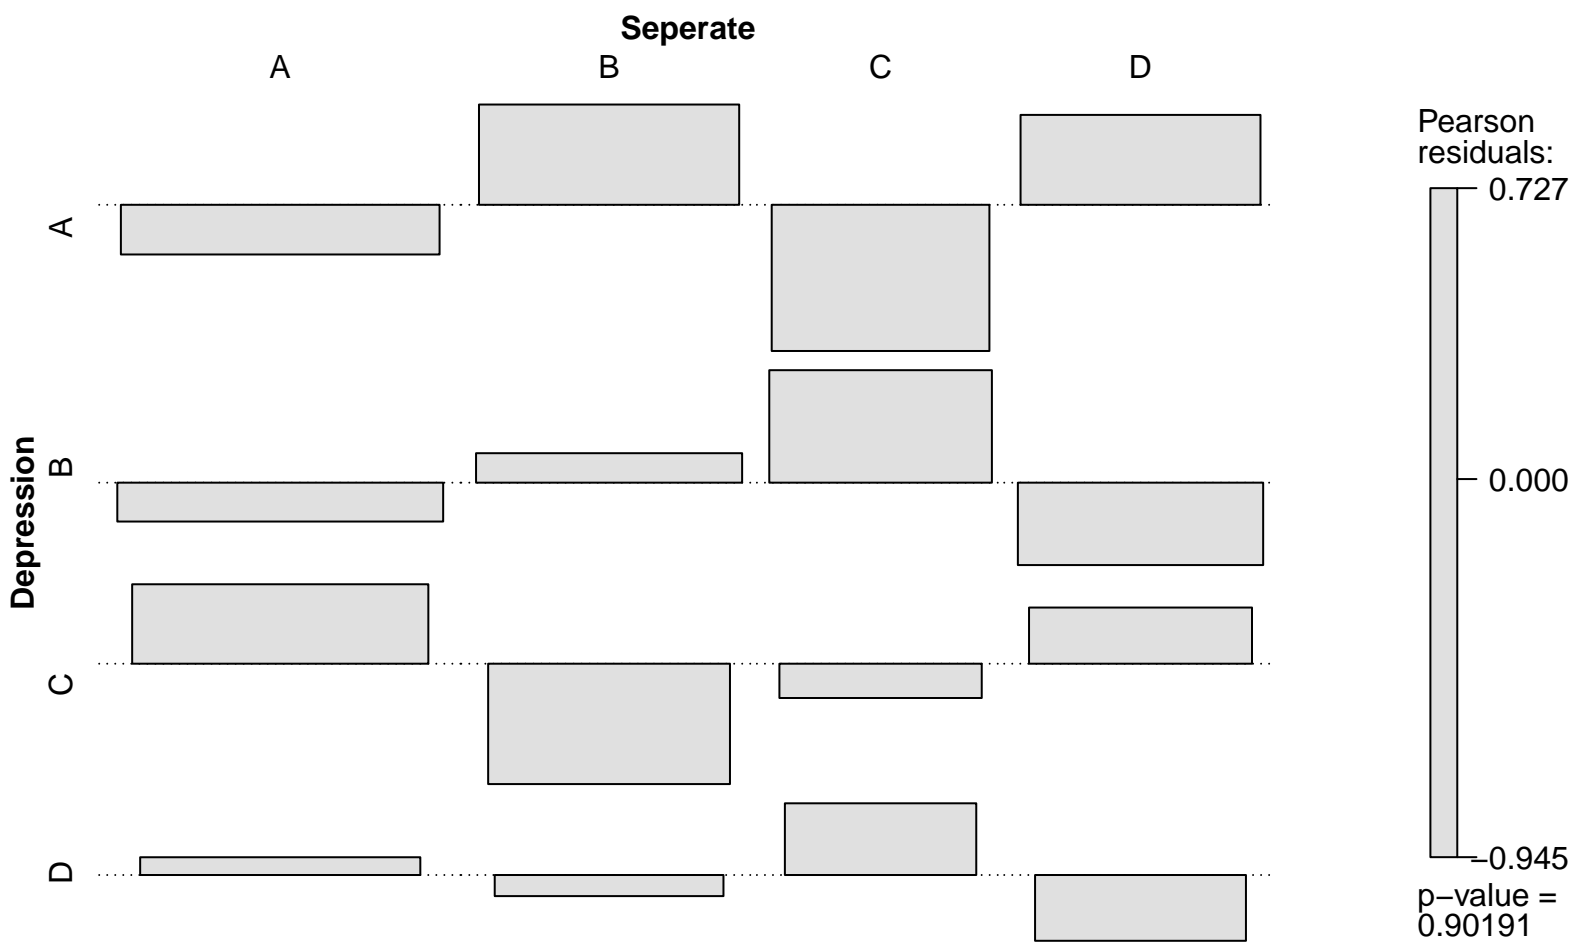 Seperate
A
B
C
D
Depression
A
B
C
D
Pearson
residuals:
0.727
0.000
−0.945
p−value =
0.90191